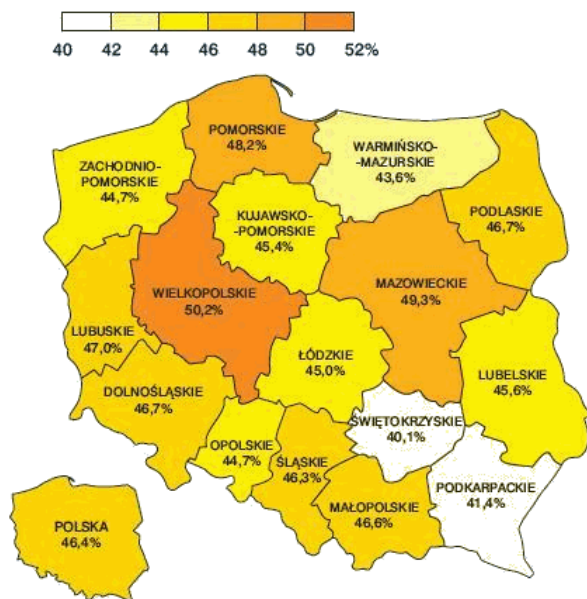 40 42 44 46 48 50 52%
POMORSKIE
48,2%
WARMIŃSKO-
-MAZURSKIE
43,6%
ZACHODNIO-
POMORSKIE
44,7%
KUJAWSKO-
-POMORSKIE
45,4%
PODLASKIE
46,7%
WIELKOPOLSKIE
50,2%
MAZOWIECKIE
49,3%
LUBUSKIE
47,0%
ŁÓDZKIE
45,0%
LUBELSKIE
45,6%
DOLNOŚLĄSKIE
46,7%
OPOLSKIE
44,7%
ŚLĄSKIE
46,3%
ŚWIĘTOKRZYSKIE
40,1%
MAŁOPOLSKIE
46,6%
PODKARPACKIE
41,4%
POLSKA
46,4%